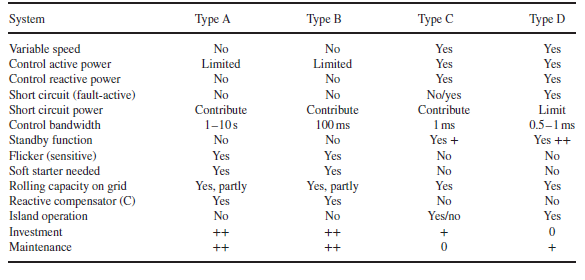 System Type A Type B Type C Type D
Variable speed No No Yes Yes
Control active power Limited Limited Yes Yes
Control reactive power No No Yes Yes
Short circuit (fault-active) No No No/yes Yes
Short circuit power Contribute Contribute Contribute Limit
Control bandwidth 1–10 s 100 ms 1 ms 0.5–1 ms
Standby function No No Yes + Yes ++
Flicker (sensitive) Yes Yes No No
Soft starter needed Yes Yes No No
Rolling capacity on grid Yes, partly Yes, partly Yes Yes
Reactive compensator (C) Yes Yes No No
Island operation No No Yes/no Yes
Investment ++ ++ + 0
Maintenance ++ ++ 0 +